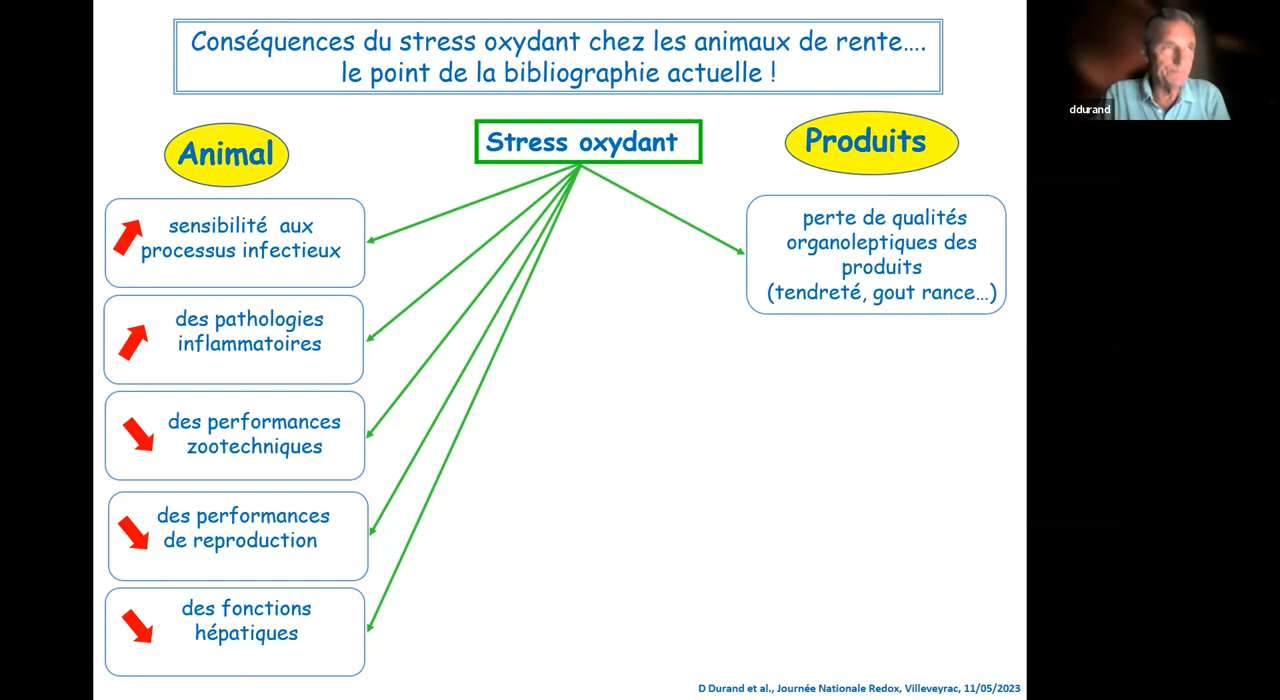 Conséquences du stress oxydant chez les animaux de rente….
le point de la bibliographie actuelle !
ddurand
Animal
Stress oxydant
Produits
sensibilité aux
processus infectieux
des pathologies
inflammatoires
des performances
zootechniques
des performances
de reproduction
des fonctions
hépatiques
perte de qualités
organoleptiques des
produits
(tendreté, gout rance…)
D Durand et al., Journée Nationale Redox, Villeveyrac, 11/05/2023